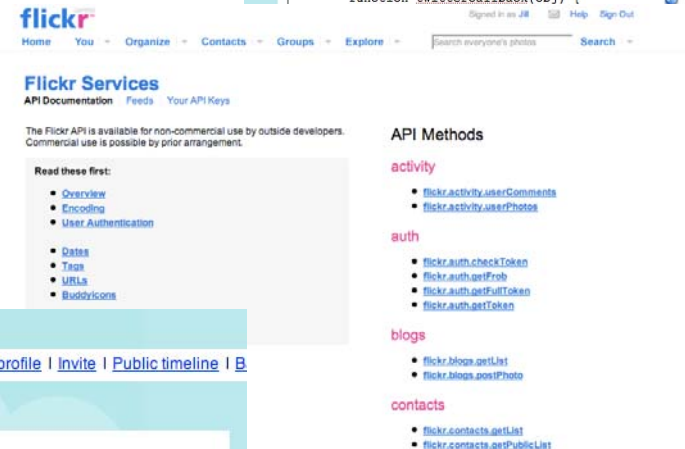 function twitterCallback(obj) {
flickr
Signed in as Jill Help Sign Out
Home You Organize Contacts Groups Explore Search everyone's photos Search
Flickr Services
API Documentation Feeds Your API Keys
The Flickr API is available for non-commercial use by outside developers.
Commercial use is possible by prior arrangement.
Read these first:
Overview
Encoding
User Authentication
Dates
Tags
URLs
Buddyicons
profile | Invite | Public timeline | B
API Methods
activity
flickr.activity.userComments
flickr.activity.userPhotos
auth
flickr.auth.checkToken
flickr.auth.getFrob
flickr.auth.getFullToken
flickr.auth.getToken
blogs
flickr.blogs.getList
flickr.blogs.postPhoto
contacts
flickr.contacts.getList
flickr.contacts.getPublicList